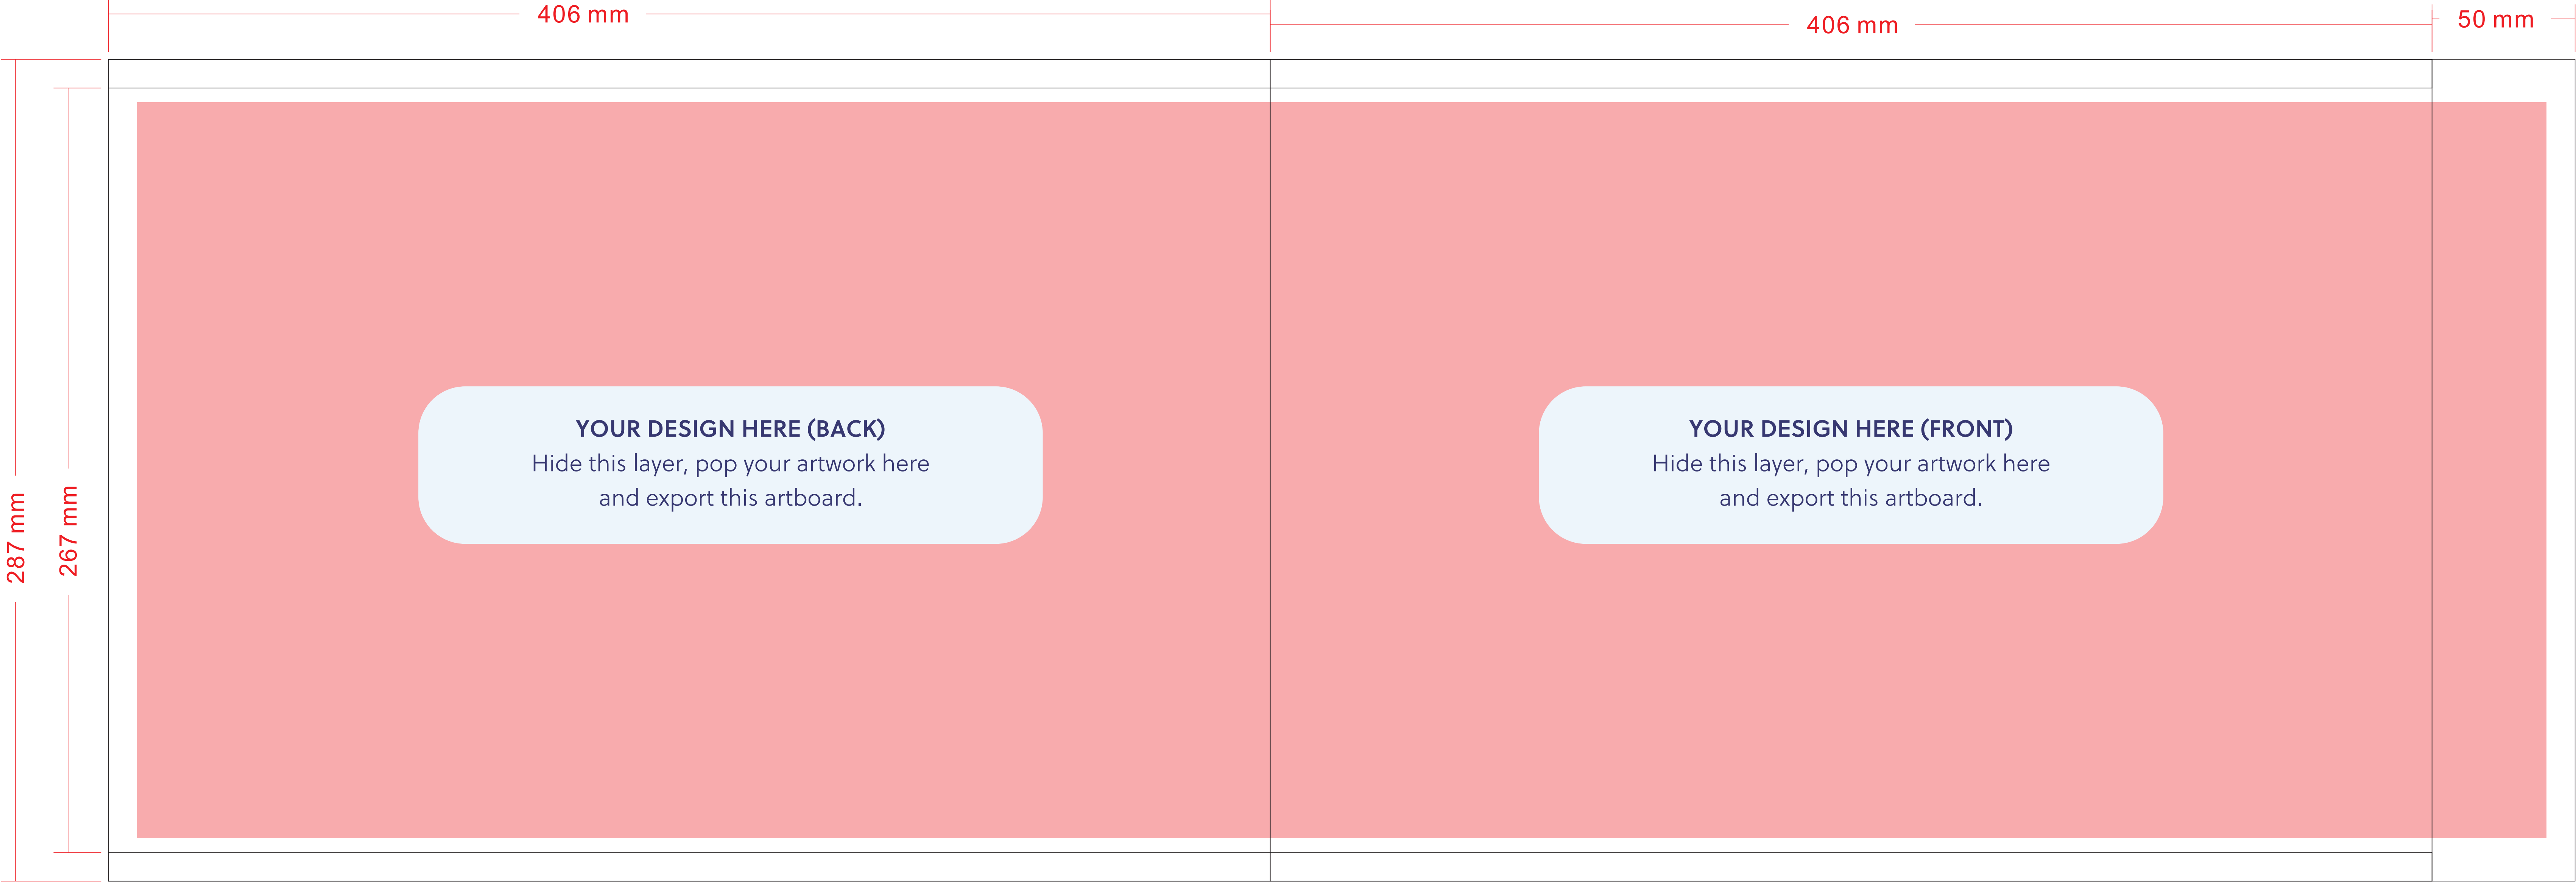 406 mm
406 mm
50 mm
287 mm
267 mm
YOUR DESIGN HERE (BACK)
Hide this layer, pop your artwork here
and export this artboard.
YOUR DESIGN HERE (FRONT)
Hide this layer, pop your artwork here
and export this artboard.